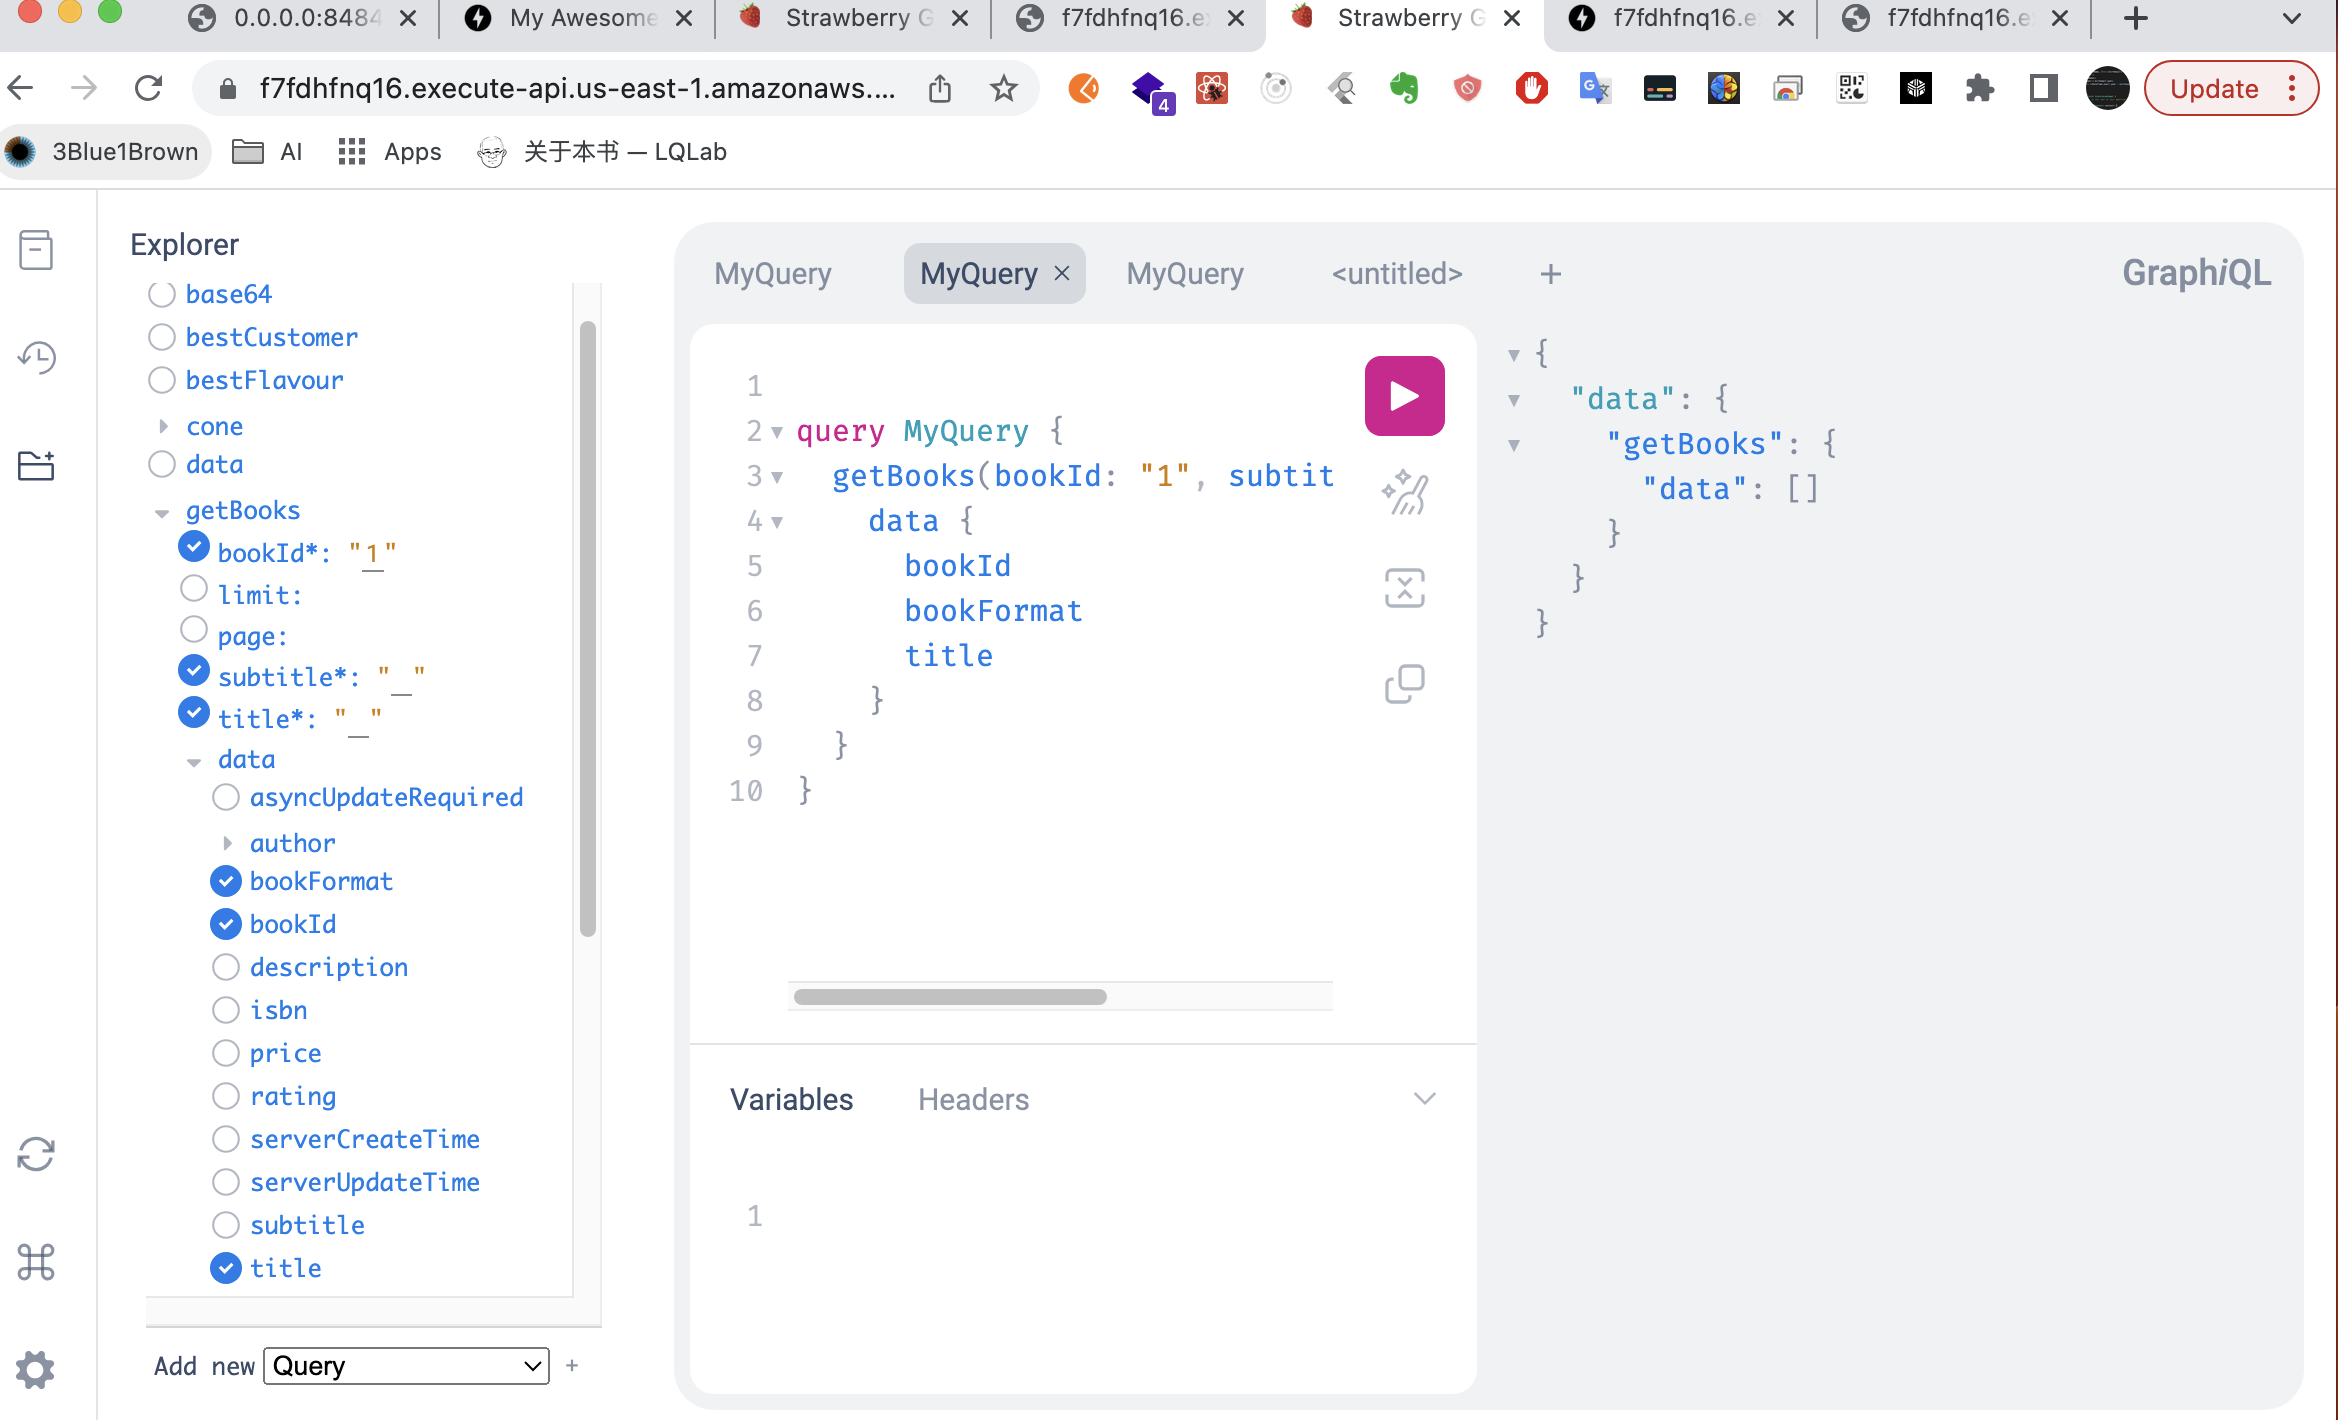 0.0.0.0:8484
My Awesome
Strawberry G
f7fdhfnq16.ex
Strawberry G
f7fdhfnq16.e
f7fdhfnq16.e
f7fdhfnq16.execute-api.us-east-1.amazonaws....
4
Update
3Blue1Brown
AI
Apps
关于本书 — LQLab
Explorer
base64
bestCustomer
bestFlavour
cone
data
getBooks
bookId*: "1"
limit:
page:
subtitle*: " "
title*: " "
data
asyncUpdateRequired
author
bookFormat
bookId
description
isbn
price
rating
serverCreateTime
serverUpdateTime
subtitle
title
Add new Query +
MyQuery
MyQuery
MyQuery
<untitled>
+
GraphiQL
1
2 query MyQuery {
3 getBooks(bookId: "1", subtit
4 data {
5 bookId
6 bookFormat
7 title
8 }
9 }
10 }
Variables
Headers
1
{
"data": {
"getBooks": {
"data": []
}
}
}